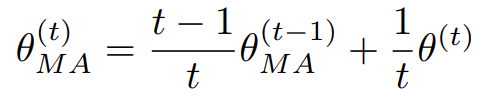 θ_{MA}^{(t)} = \frac{t-1}{t} θ_{MA}^{(t-1)} + \frac{1}{t} θ^{(t)}